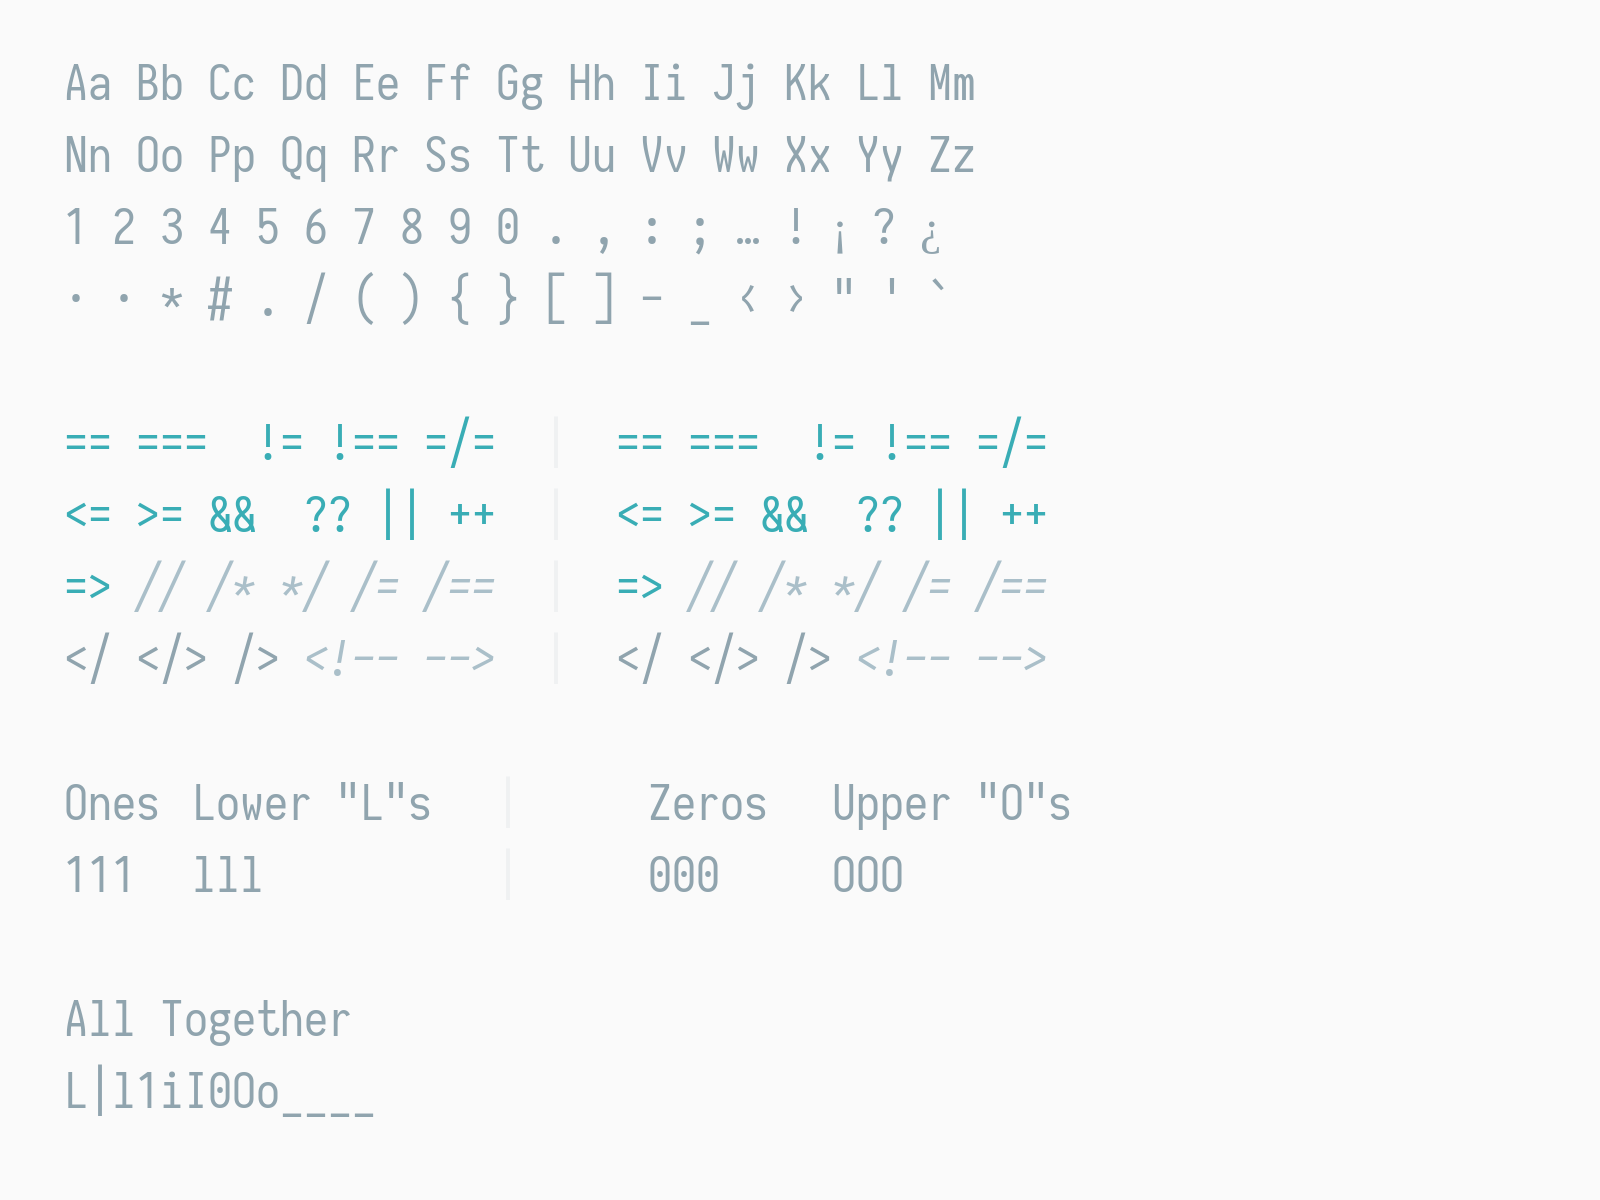 Aa Bb Cc Dd Ee Ff Gg Hh Ii Jj Kk Ll Mm
Nn Oo Pp Qq Rr Ss Tt Uu Vv Ww Xx Yy Zz
1 2 3 4 5 6 7 8 9 0 . , : ; … ! ¡ ? ¿
· · * # . / ( ) { } [ ] - _ ‹ › " ' `
== ===  != !== =/= == ===  != !== =/=
<= >= &&  ?? || ++ <= >= &&  ?? || ++
=> // /* */ /= /== => // /* */ /= /==
</ </> /> <!-- --> </ </> /> <!-- -->
Ones Lower "L"s Zeros Upper "O"s
111 lll 000 OOO
All Together
L|l1iI0Oo____